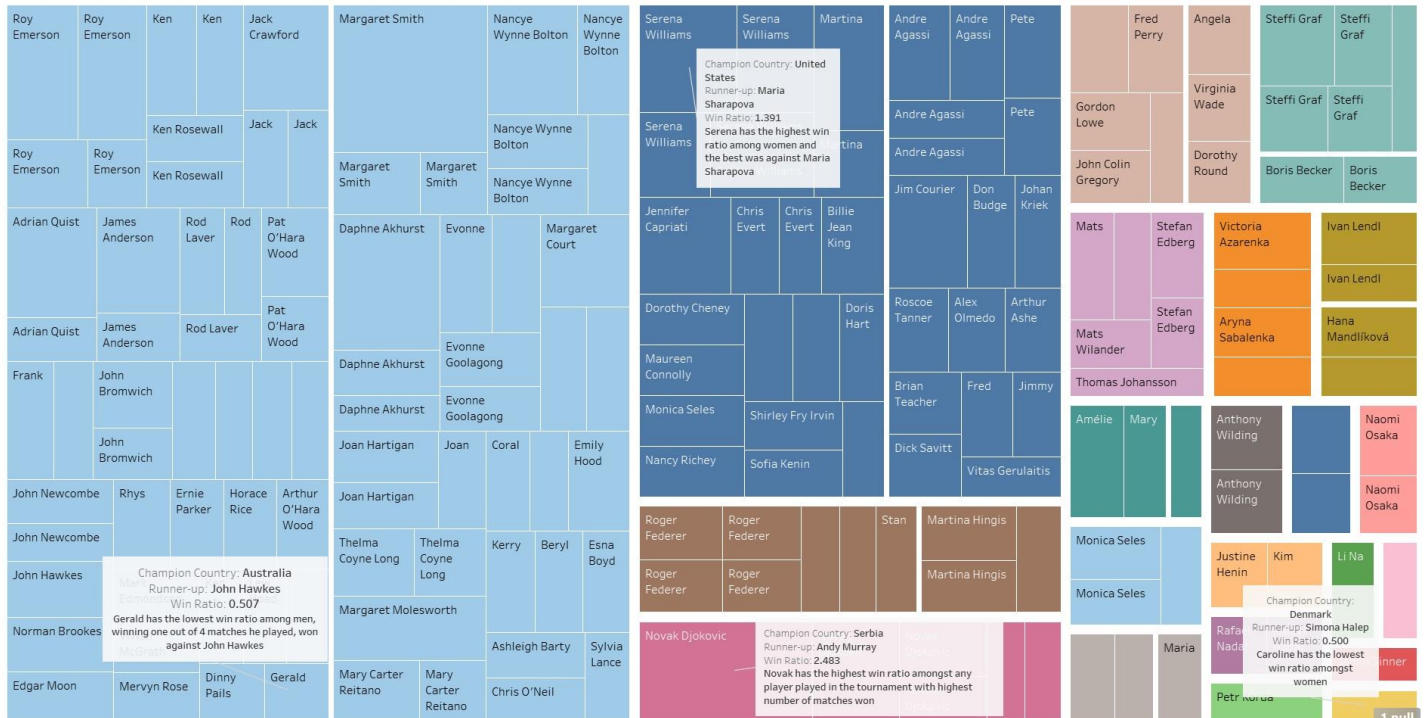 Roy
Emerson
Roy
Emerson
Ken
Ken
Jack
Crawford
Ken Rosewall
Jack
Jack
Roy
Emerson
Roy
Emerson
Ken Rosewall
Adrian Quist
James
Anderson
Rod
Laver
Rod
Pat
O'Hara
Wood
Adrian Quist
James
Anderson
Rod Laver
Pat
O'Hara
Wood
Frank
John
Bromwich
John
Bromwich
John Newcombe
Rhys
Ernie
Parker
Horace
Rice
Arthur
O'Hara
Wood
John Newcombe
John Hawkes
Norman Brookes
Edgar Moon
Mervyn Rose
Dinny
Pails
Gerald
Champion Country: Australia
Runner-up: John Hawkes
Win Ratio: 0.507
Gerald has the lowest win ratio among men,
winning one out of 4 matches he played, won
against John Hawkes
Margaret Smith
Nancye
Wynne Bolton
Nancye
Wynne
Bolton
Nancye Wynne
Bolton
Margaret
Smith
Margaret
Smith
Nancye Wynne
Bolton
Daphne Akhurst
Evonne
Margaret
Court
Daphne Akhurst
Evonne
Goolagong
Daphne Akhurst
Evonne
Goolagong
Joan Hartigan
Joan
Coral
Emily
Hood
Joan Hartigan
Thelma
Coyne Long
Thelma
Coyne
Long
Kerry
Beryl
Esna
Boyd
Margaret Molesworth
Ashleigh Barty
Sylvia
Lance
Mary Carter
Reitano
Mary
Carter
Reitano
Chris O'Neil
Serena
Williams
Serena
Williams
Martina
Serena
Williams
Martina
Champion Country: United
States
Runner-up: Maria
Sharapova
Win Ratio: 1.391
Serena has the highest win
ratio among women and
the best was against Maria
Sharapova
Jennifer
Capriati
Chris
Evert
Chris
Evert
Billie
Jean
King
Dorothy Cheney
Doris
Hart
Maureen
Connolly
Monica Seles
Shirley Fry Irvin
Nancy Richey
Sofia Kenin
Andre
Agassi
Andre
Agassi
Pete
Andre Agassi
Pete
Andre Agassi
Jim Courier
Don
Budge
Johan
Kriek
Roscoe
Tanner
Alex
Olmedo
Arthur
Ashe
Brian
Teacher
Fred
Jimmy
Dick Savitt
Vitas Gerulaitis
Roger
Federer
Roger
Federer
Stan
Roger
Federer
Roger
Federer
Martina Hingis
Martina Hingis
Novak Djokovic
Champion Country: Serbia
Runner-up: Andy Murray
Win Ratio: 2.483
Novak has the highest win ratio amongst any
player played in the tournament with highest
number of matches won
Fred
Perry
Gordon
Lowe
John Colin
Gregory
Angela
Virginia
Wade
Dorothy
Round
Steffi Graf
Steffi
Graf
Steffi Graf
Steffi
Graf
Boris Becker
Boris
Becker
Mats
Stefan
Edberg
Stefan
Edberg
Mats
Wilander
Thomas Johansson
Victoria
Azarenka
Aryna
Sabalenka
Ivan Lendl
Ivan Lendl
Hana
Mandlíková
Amélie
Mary
Anthony
Wilding
Anthony
Wilding
Naomi
Osaka
Naomi
Osaka
Monica Seles
Monica Seles
Maria
Justine
Henin
Kim
Li Na
Champion Country:
Denmark
Runner-up: Simona Halep
Win Ratio: 0.500
Caroline has the lowest
win ratio amongst
women
Petr Korda
1 null